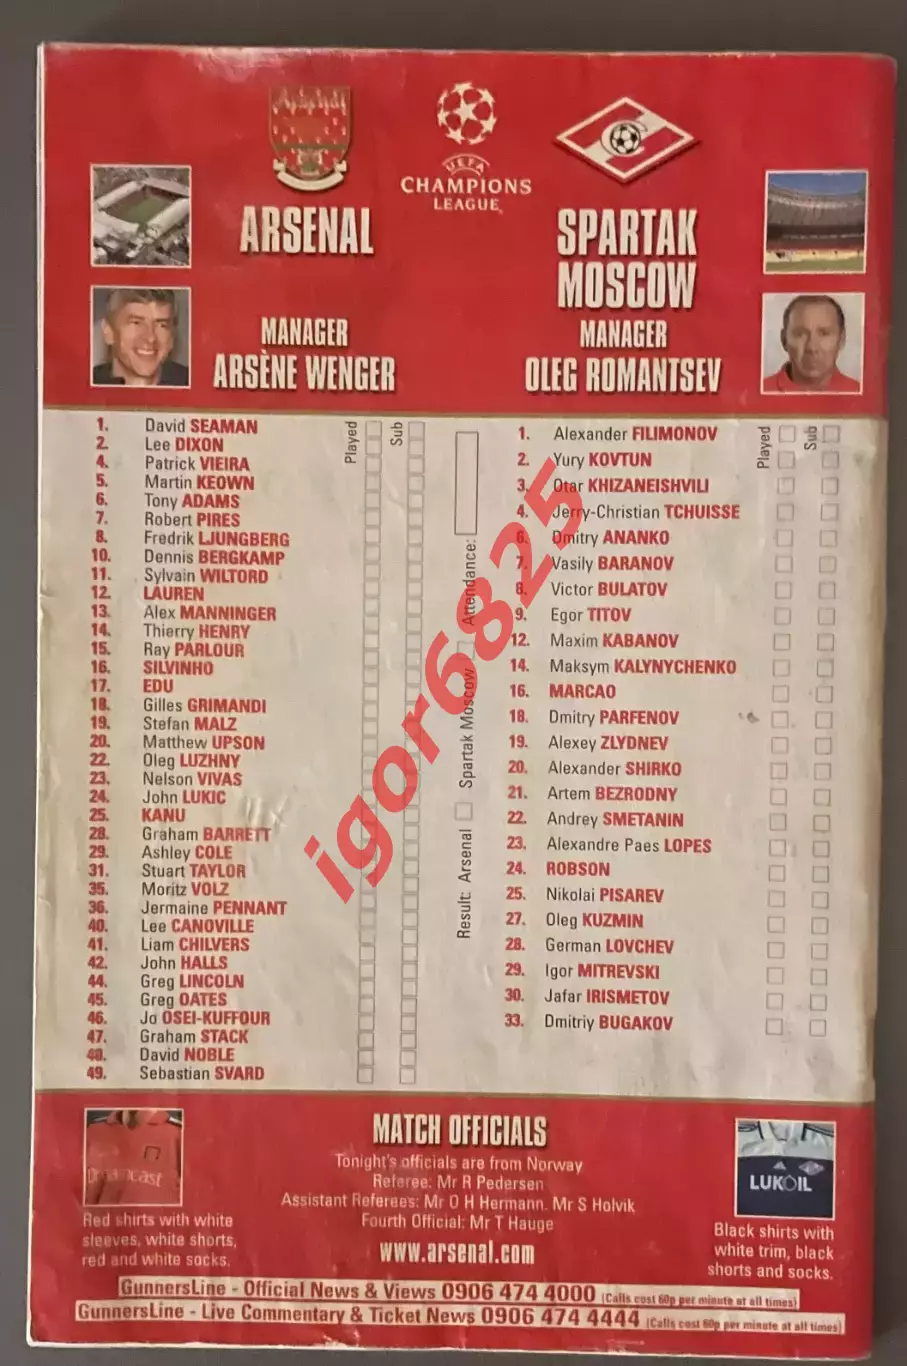 Arsenal
UEFA
CHAMPIONS
LEAGUE
ARSENAL
SPARTAK
MOSCOW
MANAGER
ARSÈNE WENGER
MANAGER
OLEG ROMANTSEV
Played
Sub
1. David SEAMAN
2. Lee DIXON
4. Patrick VIEIRA
5. Martin KEOWN
6. Tony ADAMS
7. Robert PIRES
8. Fredrik LJUNGBERG
10. Dennis BERGKAMP
11. Sylvain WILTORD
12. LAUREN
13. Alex MANNINGER
14. Thierry HENRY
15. Ray PARLOUR
16. SILVINHO
17. EDU
18. Gilles GRIMANDI
19. Stefan MALZ
20. Matthew UPSON
22. Oleg LUZHNY
23. Nelson VIVAS
24. John LUKIC
25. KANU
28. Graham BARRETT
29. Ashley COLE
31. Stuart TAYLOR
35. Moritz VOLZ
36. Jermaine PENNANT
40. Lee CANOVILLE
41. Liam CHILVERS
42. John HALLS
44. Greg LINCOLN
45. Greg OATES
46. Jo OSEI-KUFFOUR
47. Graham STACK
48. David NOBLE
49. Sebastian SVARD
Result: Arsenal Spartak Moscow Attendance:
Played
Sub
1. Alexander FILIMONOV
2. Yury KOVTUN
3. Otar KHIZANEISHVILI
4. Jerry-Christian TCHUISSE
6. Dmitry ANANKO
7. Vasily BARANOV
8. Victor BULATOV
9. Egor TITOV
12. Maxim KABANOV
14. Maksym KALYNYCHENKO
16. MARCAO
18. Dmitry PARFENOV
19. Alexey ZLYDNEV
20. Alexander SHIRKO
21. Artem BEZRODNY
22. Andrey SMETANIN
23. Alexandre Paes LOPES
24. ROBSON
25. Nikolai PISAREV
27. Oleg KUZMIN
28. German LOVCHEV
29. Igor MITREVSKI
30. Jafar IRISMETOV
33. Dmitriy BUGAKOV
igor6825
MATCH OFFICIALS
Tonight's officials are from Norway
Referee: Mr R Pedersen
Assistant Referees: Mr O H Hermann. Mr S Holvik
Fourth Official: Mr T Hauge
www.arsenal.com
Dreamcast
Red shirts with white
sleeves, white shorts,
red and white socks.
adidas
LUKOIL
Black shirts with
white trim, black
shorts and socks.
GunnersLine - Official News & Views 0906 474 4000 (Calls cost 60p per minute at all times)
GunnersLine - Live Commentary & Ticket News 0906 474 4444 (Calls cost 60p per minute at all times)